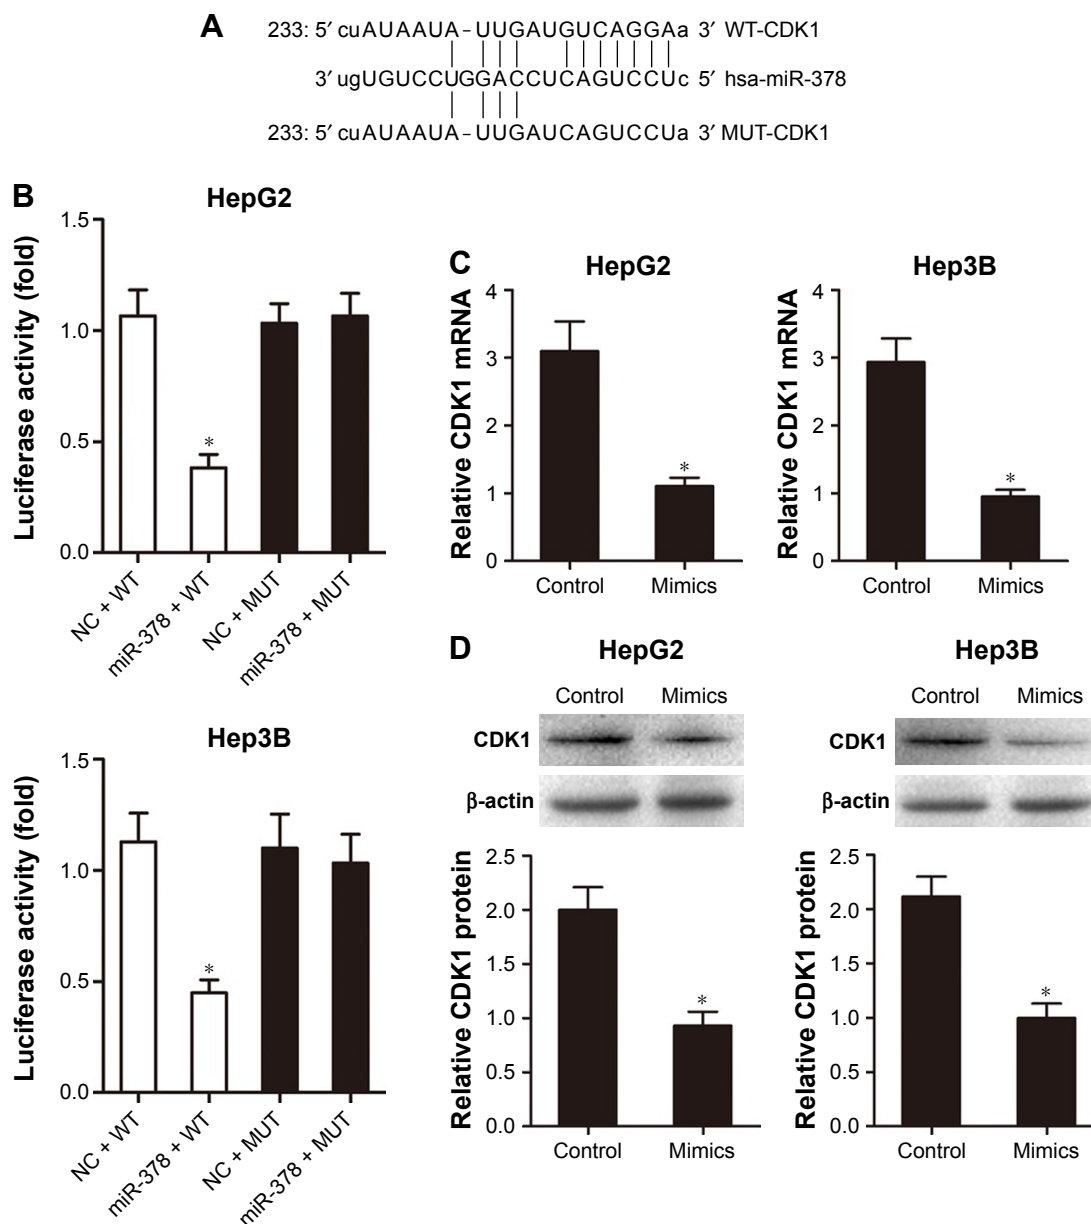 A
233: 5′ cuAUAAUA-UUGAUGUCAGGAa 3′ WT-CDK1
3′ ugUGUCCUGGACCUCAGUCCUc 5′ hsa-miR-378
233: 5′ cuAUAAUA-UUGAUCAGUCCUa 3′ MUT-CDK1
B
HepG2
Luciferase activity (fold)
1.5
1.0
0.5
0.0
*
NC + WT
miR-378 + WT
NC + MUT
miR-378 + MUT
Hep3B
Luciferase activity (fold)
1.5
1.0
0.5
0.0
*
NC + WT
miR-378 + WT
NC + MUT
miR-378 + MUT
C
HepG2
Relative CDK1 mRNA
4
3
2
1
0
*
Control Mimics
Hep3B
Relative CDK1 mRNA
4
3
2
1
0
*
Control Mimics
D
HepG2
Control Mimics
CDK1
β-actin
Relative CDK1 protein
2.5
2.0
1.5
1.0
0.5
0.0
*
Control Mimics
Hep3B
Control Mimics
CDK1
β-actin
Relative CDK1 protein
2.5
2.0
1.5
1.0
0.5
0.0
*
Control Mimics